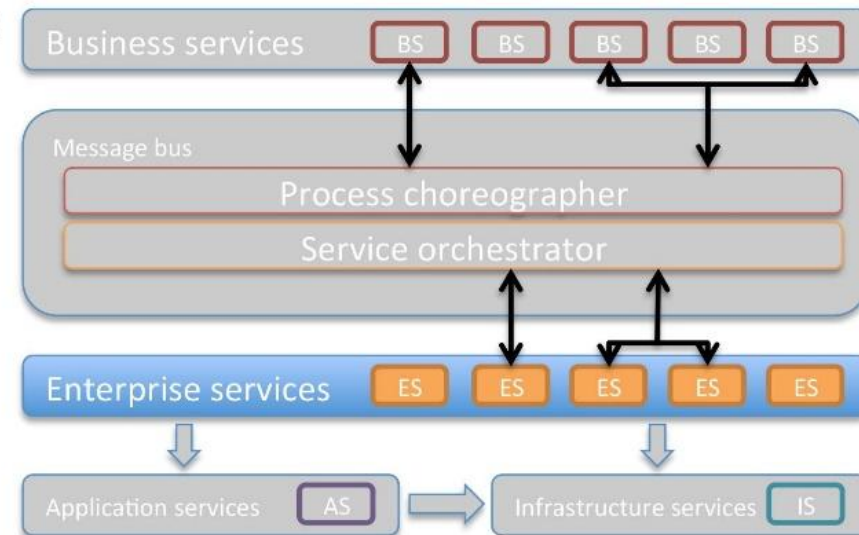 Business services BS BS BS BS BS
Message bus
Process choreographer
Service orchestrator
Enterprise services ES ES ES ES ES
Application services AS Infrastructure services IS